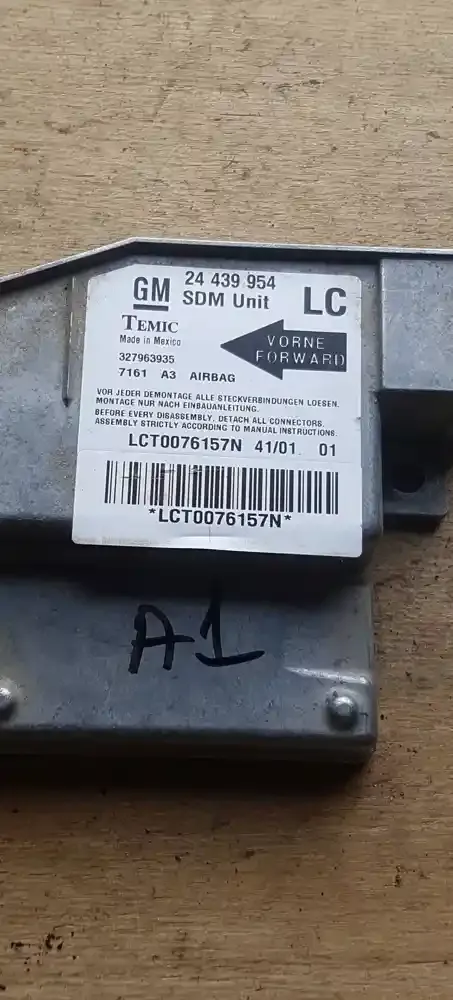 GM
24 439 954
SDM Unit
LC
TEMIC
Made in Mexico
VORNE
FORWARD
327963935
7161 A3 AIRBAG
VOR JEDER DEMONTAGE ALLE STECKVERBINDUNGEN LOESEN.
MONTAGE NUR NACH EINBAUANLEITUNG.
BEFORE EVERY DISASSEMBLY, DETACH ALL CONNECTORS.
ASSEMBLY STRICTLY ACCORDING TO MANUAL INSTRUCTIONS.
LCT0076157N 41/01 01
*LCT0076157N*
A1